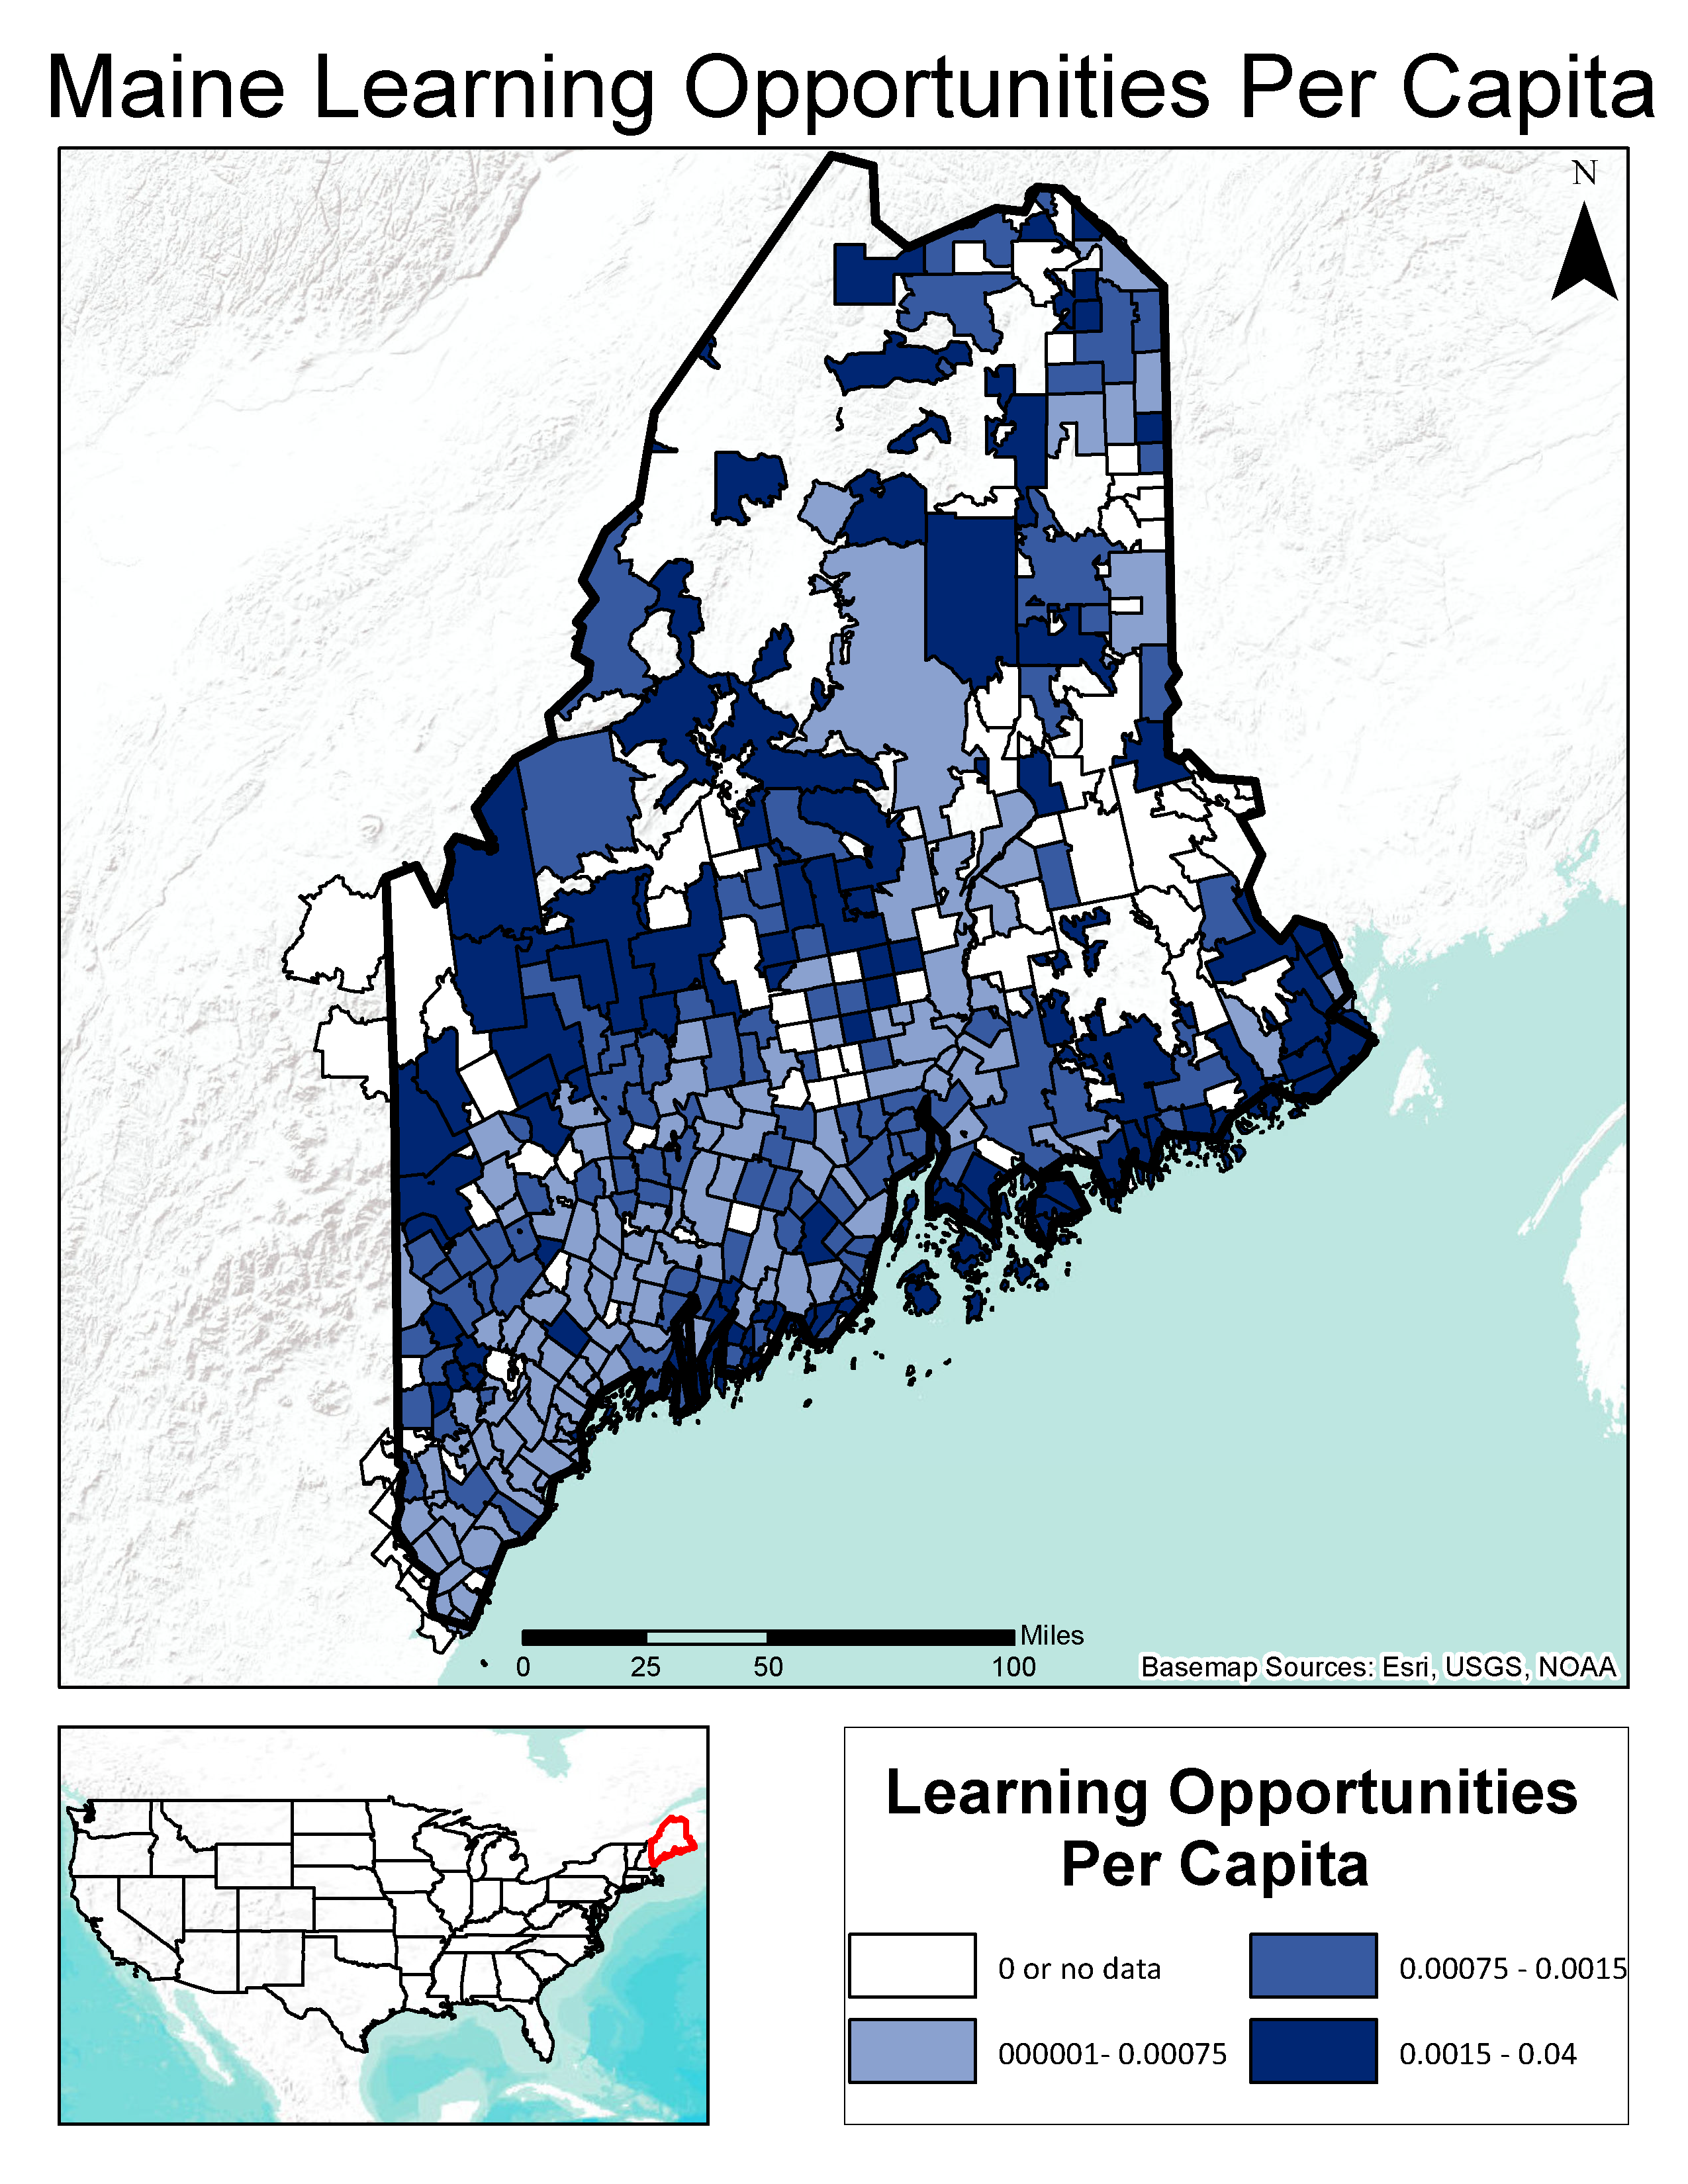 Maine Learning Opportunities Per Capita
N
Miles
0 25 50 100
Basemap Sources: Esri, USGS, NOAA
Learning Opportunities
Per Capita
0 or no data
0.00075 - 0.0015
000001- 0.00075
0.0015 - 0.04